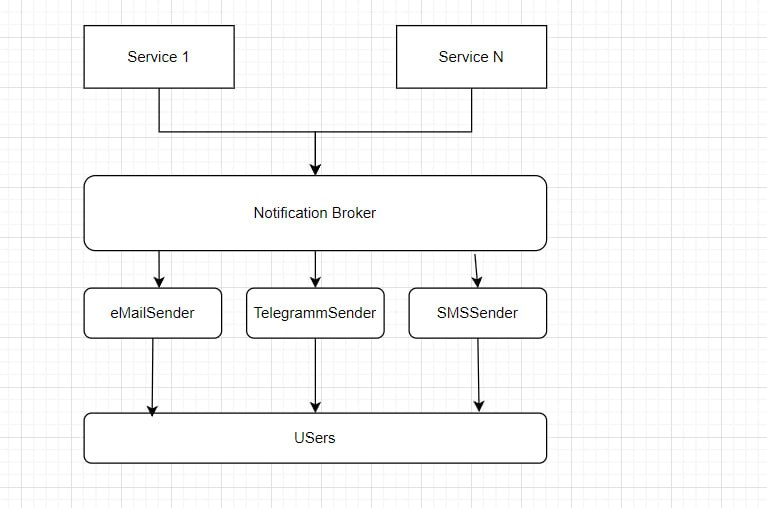 Service 1
Service N
Notification Broker
eMailSender
TelegrammSender
SMSSender
USers